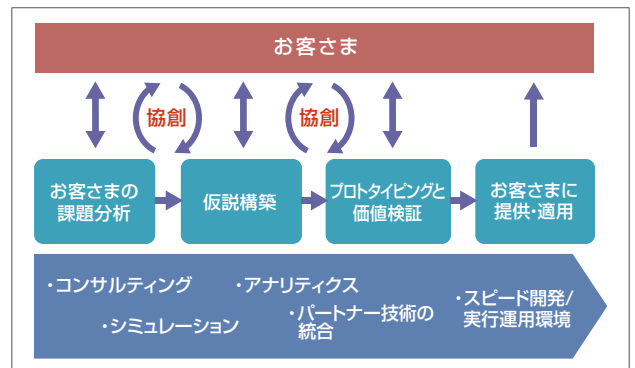 お客さま
協創
協創
お客さまの
課題分析
仮説構築
プロトタイピングと
価値検証
お客さまに
提供・適用
・コンサルティング
・アナリティクス
・シミュレーション
・パートナー技術の
統合
・スピード開発/
実行運用環境